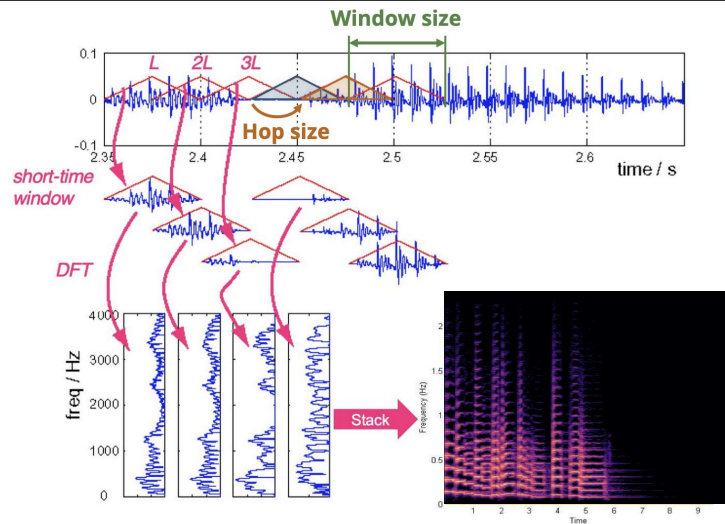 Window size
0.1
0
-0.1
L 2L 3L
Hop size
2.35 2.4 2.45 2.5 2.55 2.6
time / s
short-time
window
DFT
freq / Hz
4000
3000
2000
1000
0
Stack
Frequency (Hz)
2
1.5
1
0.5
0
1 2 3 4 5 6 7 8 9
Time